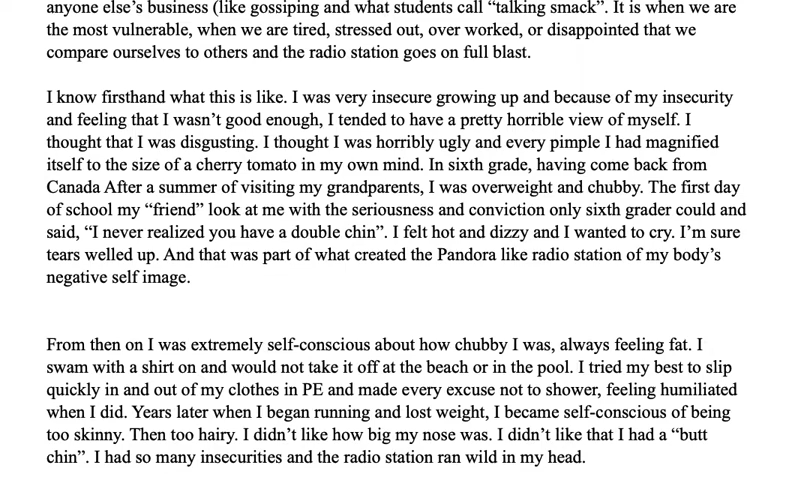 anyone else’s business (like gossiping and what students call “talking smack”. It is when we are
the most vulnerable, when we are tired, stressed out, over worked, or disappointed that we
compare ourselves to others and the radio station goes on full blast.
I know firsthand what this is like. I was very insecure growing up and because of my insecurity
and feeling that I wasn’t good enough, I tended to have a pretty horrible view of myself. I
thought that I was disgusting. I thought I was horribly ugly and every pimple I had magnified
itself to the size of a cherry tomato in my own mind. In sixth grade, having come back from
Canada After a summer of visiting my grandparents, I was overweight and chubby. The first day
of school my “friend” look at me with the seriousness and conviction only sixth grader could and
said, “I never realized you have a double chin”. I felt hot and dizzy and I wanted to cry. I’m sure
tears welled up. And that was part of what created the Pandora like radio station of my body’s
negative self image.
From then on I was extremely self-conscious about how chubby I was, always feeling fat. I
swam with a shirt on and would not take it off at the beach or in the pool. I tried my best to slip
quickly in and out of my clothes in PE and made every excuse not to shower, feeling humiliated
when I did. Years later when I began running and lost weight, I became self-conscious of being
too skinny. Then too hairy. I didn’t like how big my nose was. I didn’t like that I had a “butt
chin”. I had so many insecurities and the radio station ran wild in my head.